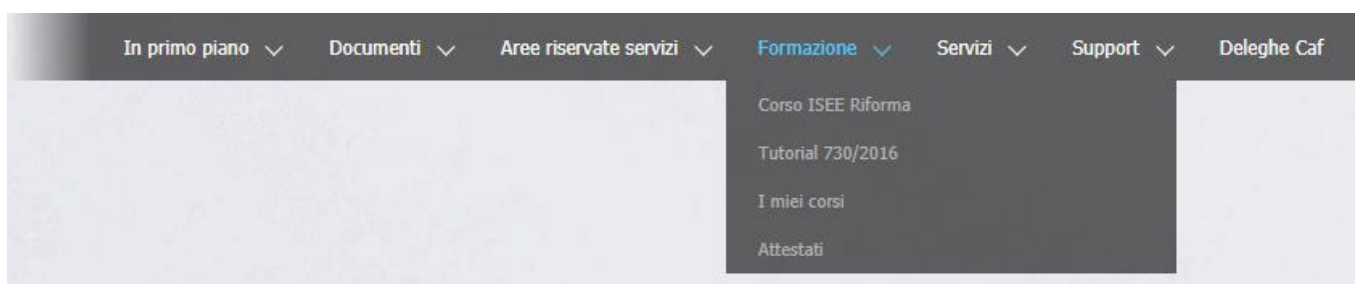 In primo piano Documenti Aree riservate servizi Formazione Servizi Support Deleghe Caf
Corso ISEE Riforma
Tutorial 730/2016
I miei corsi
Attestati